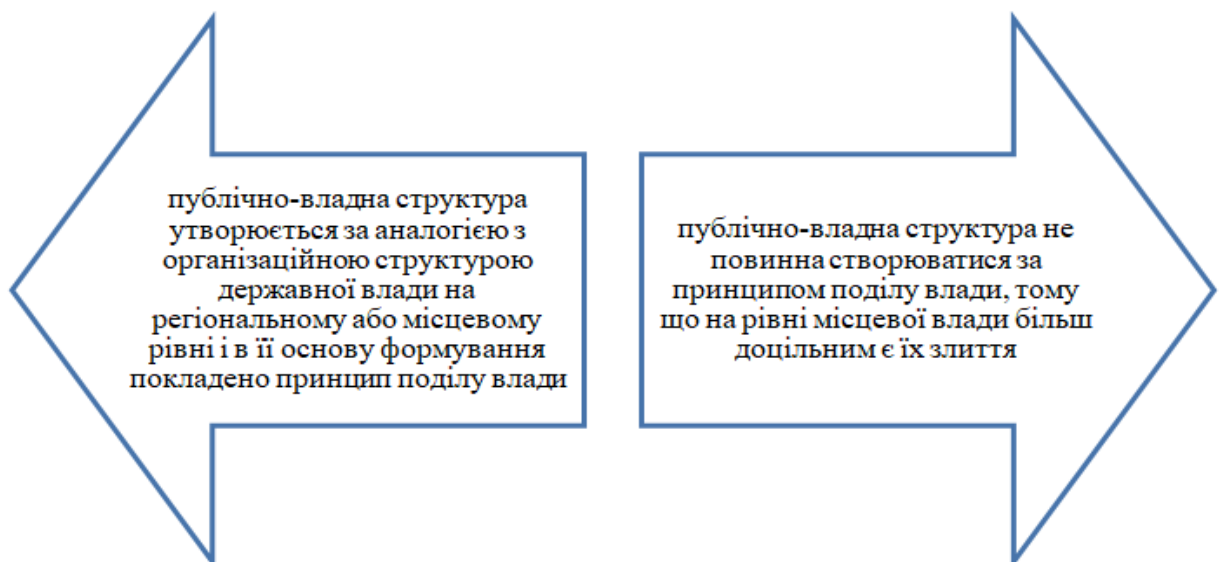 публічно-владна структура
утворюється за аналогією з
організаційною структурою
державної влади на
регіональному або місцевому
рівні і в її основу формування
покладено принцип поділу влади
публічно-владна структура не
повинна створюватися за
принципом поділу влади, тому
що на рівні місцевої влади більш
доцільним є їх злиття